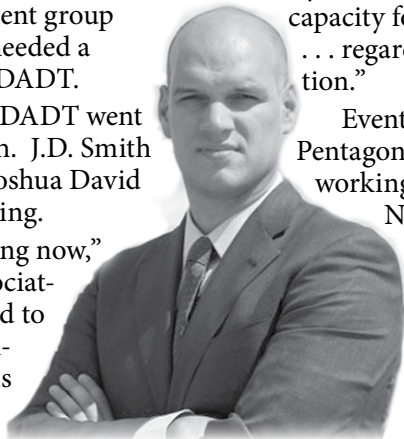 ent group
needed a
DADT.
DADT went
n. J.D. Smith
oshua David
ing.
ng now,”
ociat-
d to
-
s
capacity fo
. . . regard
tion.”
Event
Pentagon
working
N